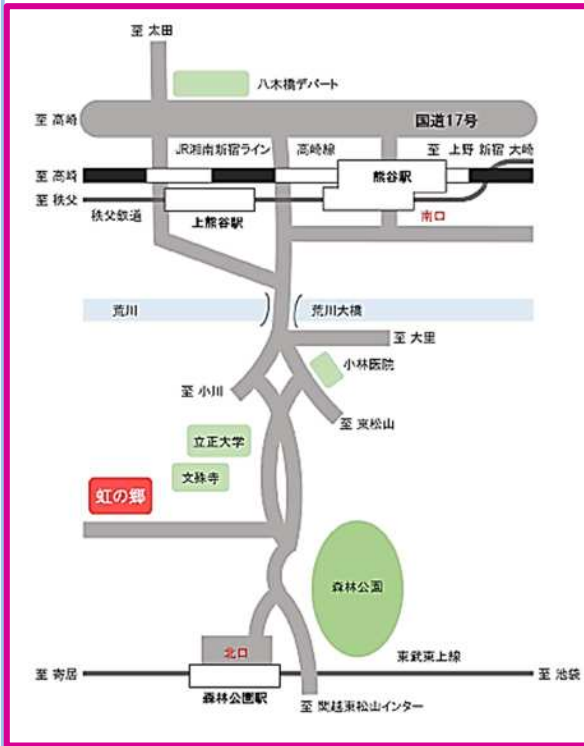 至 太田
八木橋デパート
至 高崎
国道17号
JR湘南新宿ライン
高崎線
至 上野 新宿 大崎
至 高崎
熊谷駅
至 秩父
秩父鉄道
上熊谷駅
南口
荒川
荒川大橋
至 大里
小林医院
至 小川
至 東松山
立正大学
文殊寺
虹の郷
森林公園
北口
東武東上線
至 寄居
至 池袋
森林公園駅
至 関越東松山インター